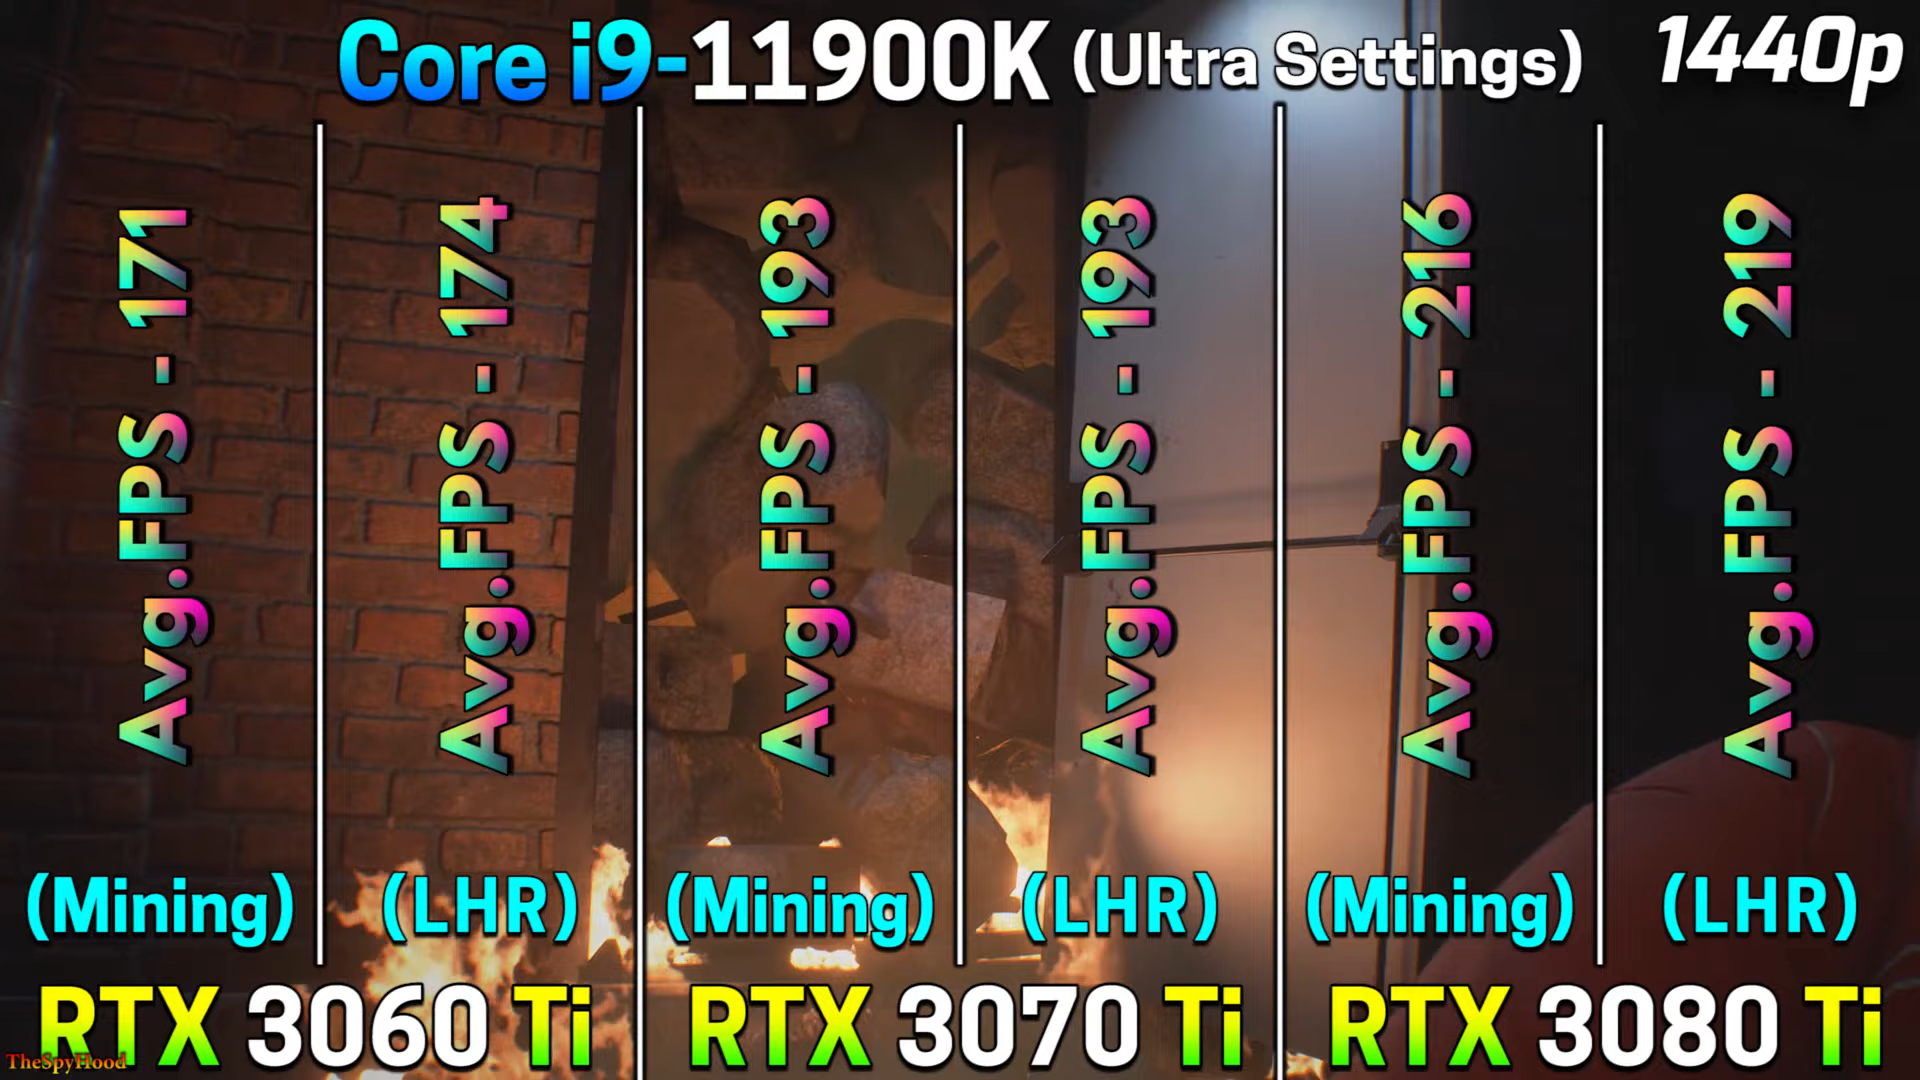 Core i9-11900K (Ultra Settings) 1440p
Avg.FPS - 171
Avg.FPS - 174
Avg.FPS - 193
Avg.FPS - 193
Avg.FPS - 216
Avg.FPS - 219
(Mining) (LHR) (Mining) (LHR) (Mining) (LHR)
RTX 3060 Ti RTX 3070 Ti RTX 3080 Ti
TheSpyHood